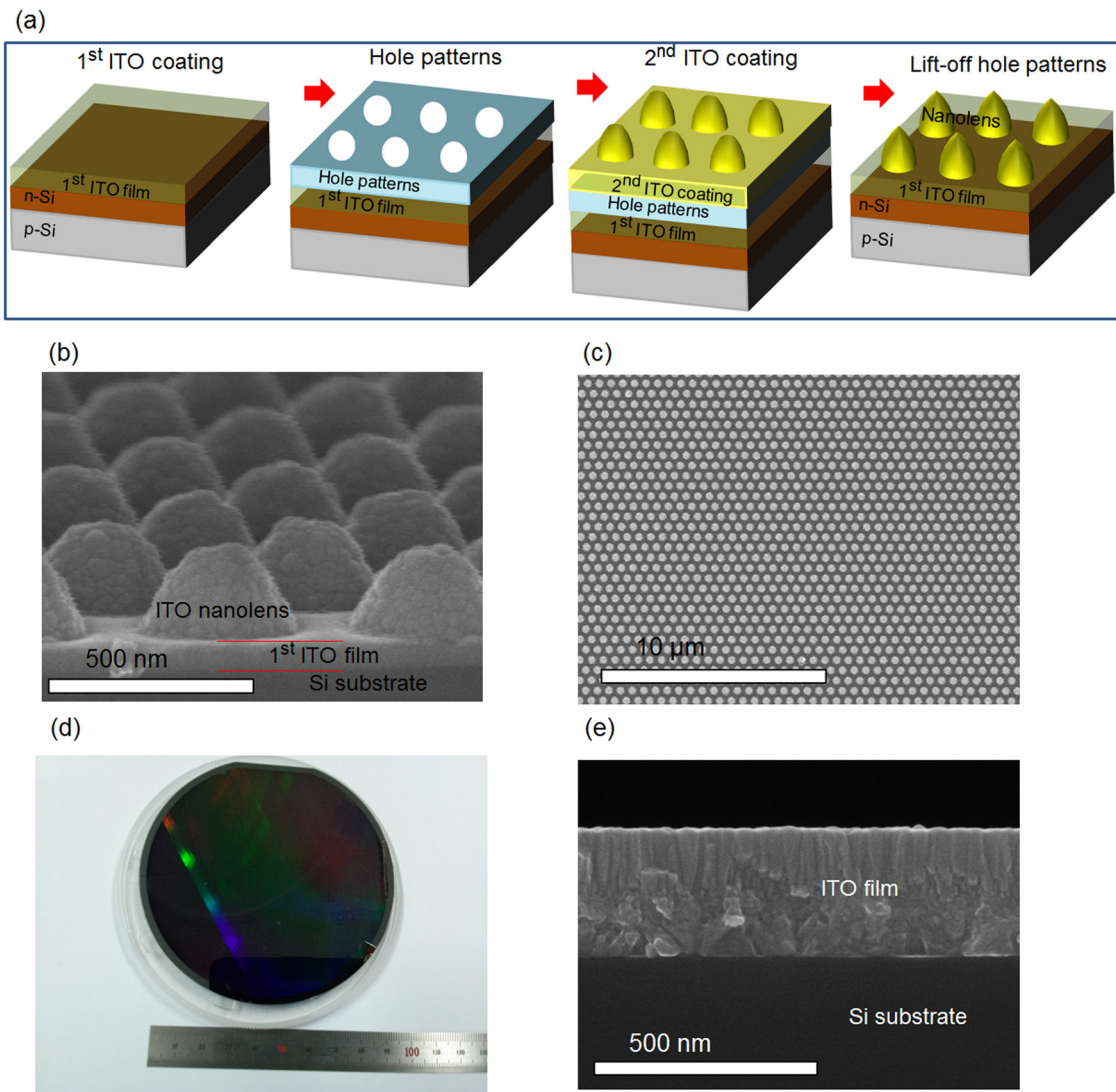 (a)
1st ITO coating
Hole patterns
2nd ITO coating
Lift-off hole patterns
1st ITO film
n-Si
p-Si
Hole patterns
1st ITO film
2nd ITO coating
Hole patterns
1st ITO film
Nanolens
1st ITO film
n-Si
p-Si
(b)
ITO nanolens
1st ITO film
500 nm
Si substrate
(c)
10 µm
(d)
100
(e)
ITO film
Si substrate
500 nm